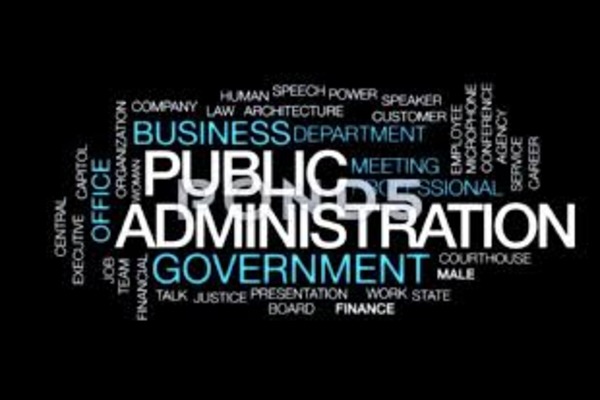 HUMAN SPEECH POWER SPEAKER
COMPANY LAW ARCHITECTURE CUSTOMER
BUSINESS DEPARTMENT
PUBLIC MEETING
PROFESSIONAL
POND5
ADMINISTRATION
GOVERNMENT COURTHOUSE
MALE
TALK JUSTICE PRESENTATION WORK STATE
BOARD FINANCE
CENTRAL
EXECUTIVE
CAPITOL
OFFICE
JOB
TEAM
ORGANIZATION
WOMAN
FINANCIAL
EMPLOYEE
MICROPHONE
CONFERENCE
AGENCY
SERVICE
CAREER